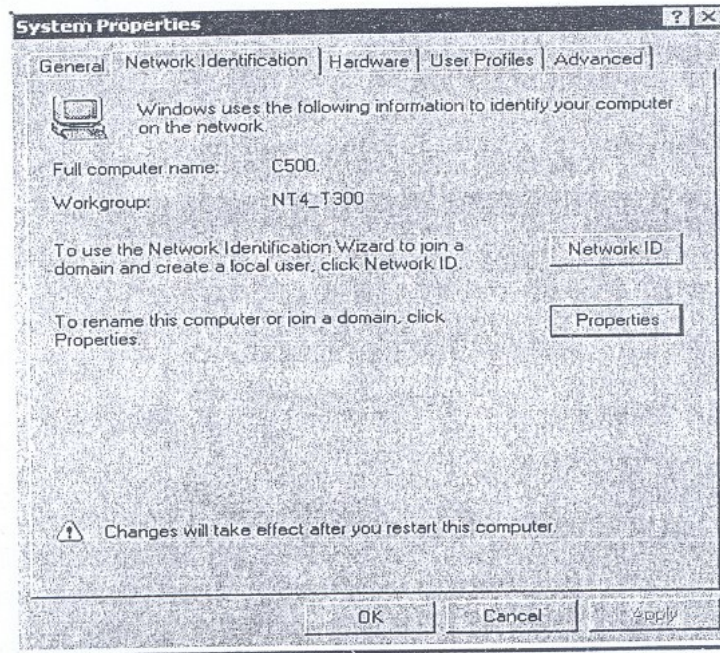 System Properties
General Network Identification Hardware User Profiles Advanced
Windows uses the following information to identify your computer
on the network.
Full computer name: C500.
Workgroup: NT4_T300
To use the Network Identification Wizard to join a
domain and create a local user, click Network ID.
Network ID
To rename this computer or join a domain, click
Properties.
Properties
Changes will take effect after you restart this computer.
OK Cancel Apply